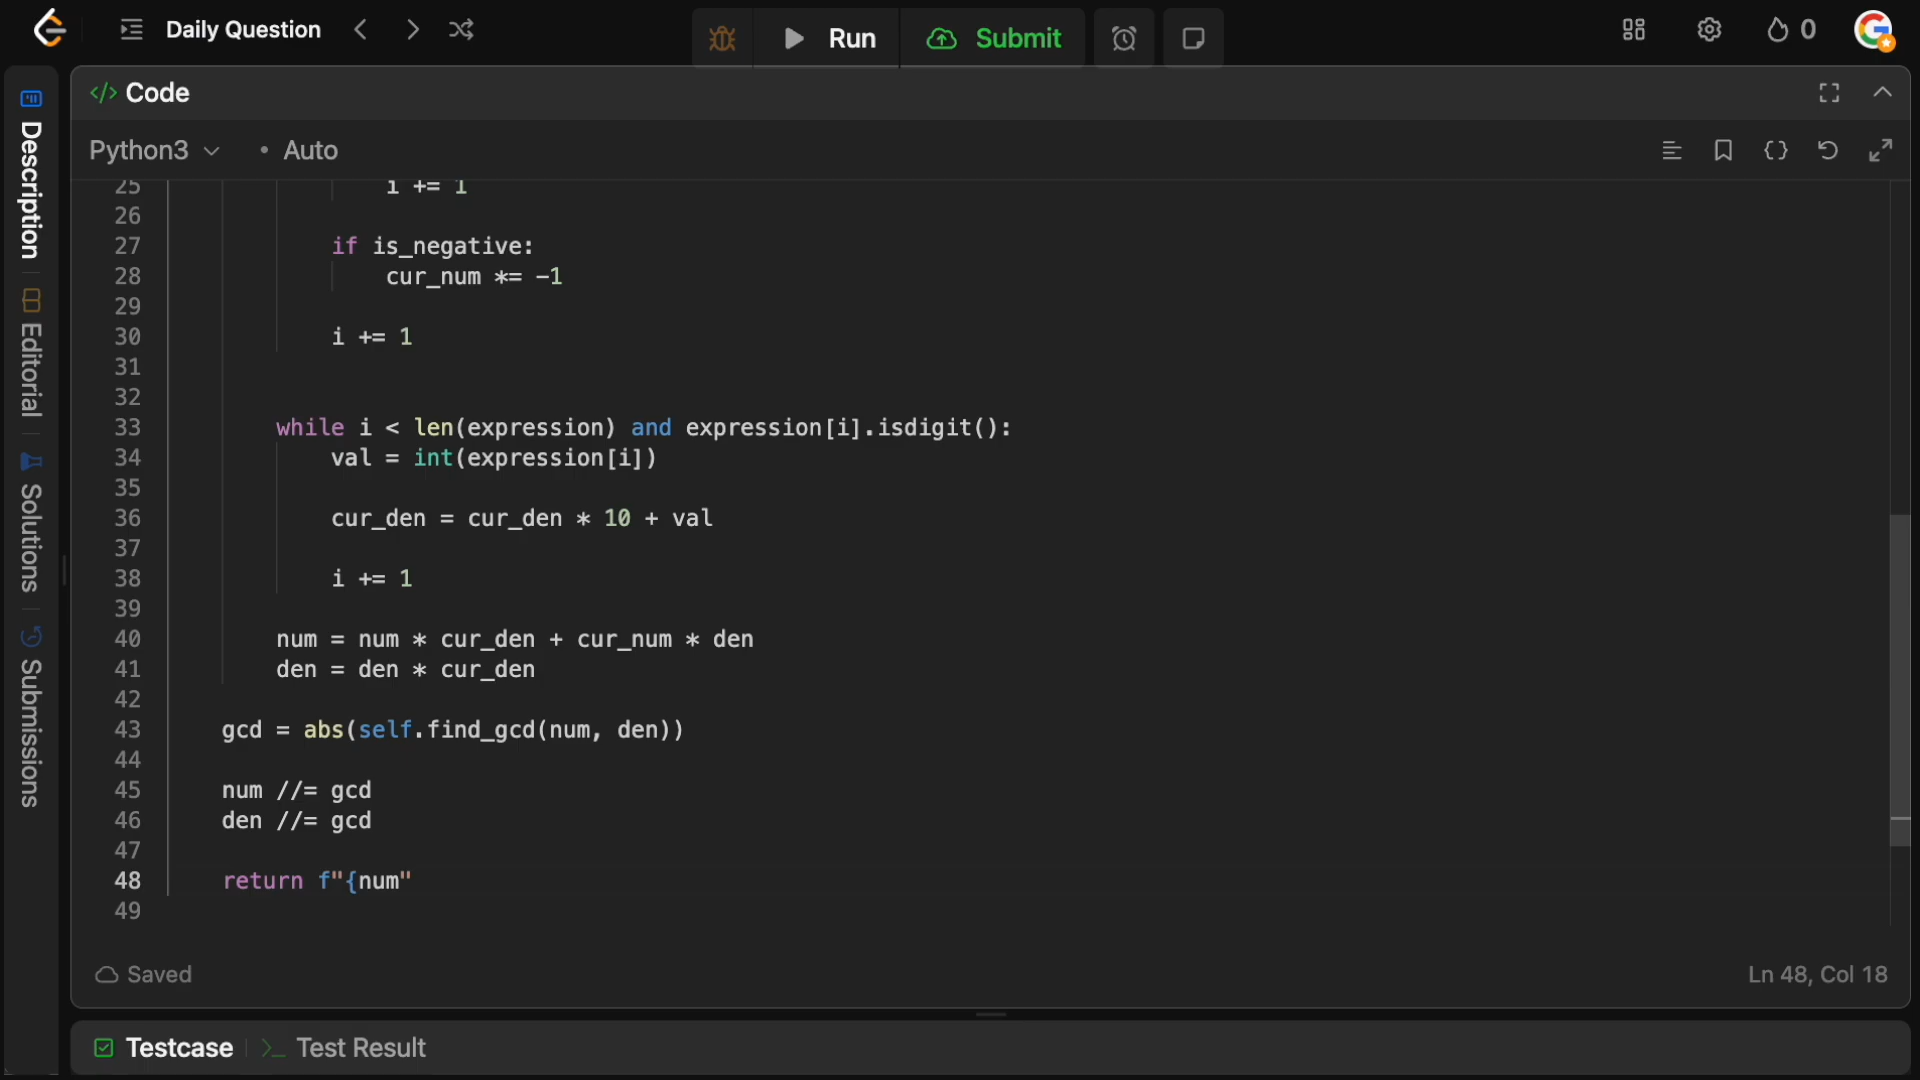 Daily Question
Run
Submit
0
Code
Python3
• Auto
25 i += 1
26
27 if is_negative:
28 cur_num *= -1
29
30 i += 1
31
32
33 while i < len(expression) and expression[i].isdigit():
34 val = int(expression[i])
35
36 cur_den = cur_den * 10 + val
37
38 i += 1
39
40 num = num * cur_den + cur_num * den
41 den = den * cur_den
42
43 gcd = abs(self.find_gcd(num, den))
44
45 num //= gcd
46 den //= gcd
47
48 return f"{num"
49
Saved
Ln 48, Col 18
Testcase
Test Result
Description
Editorial
Solutions
Submissions